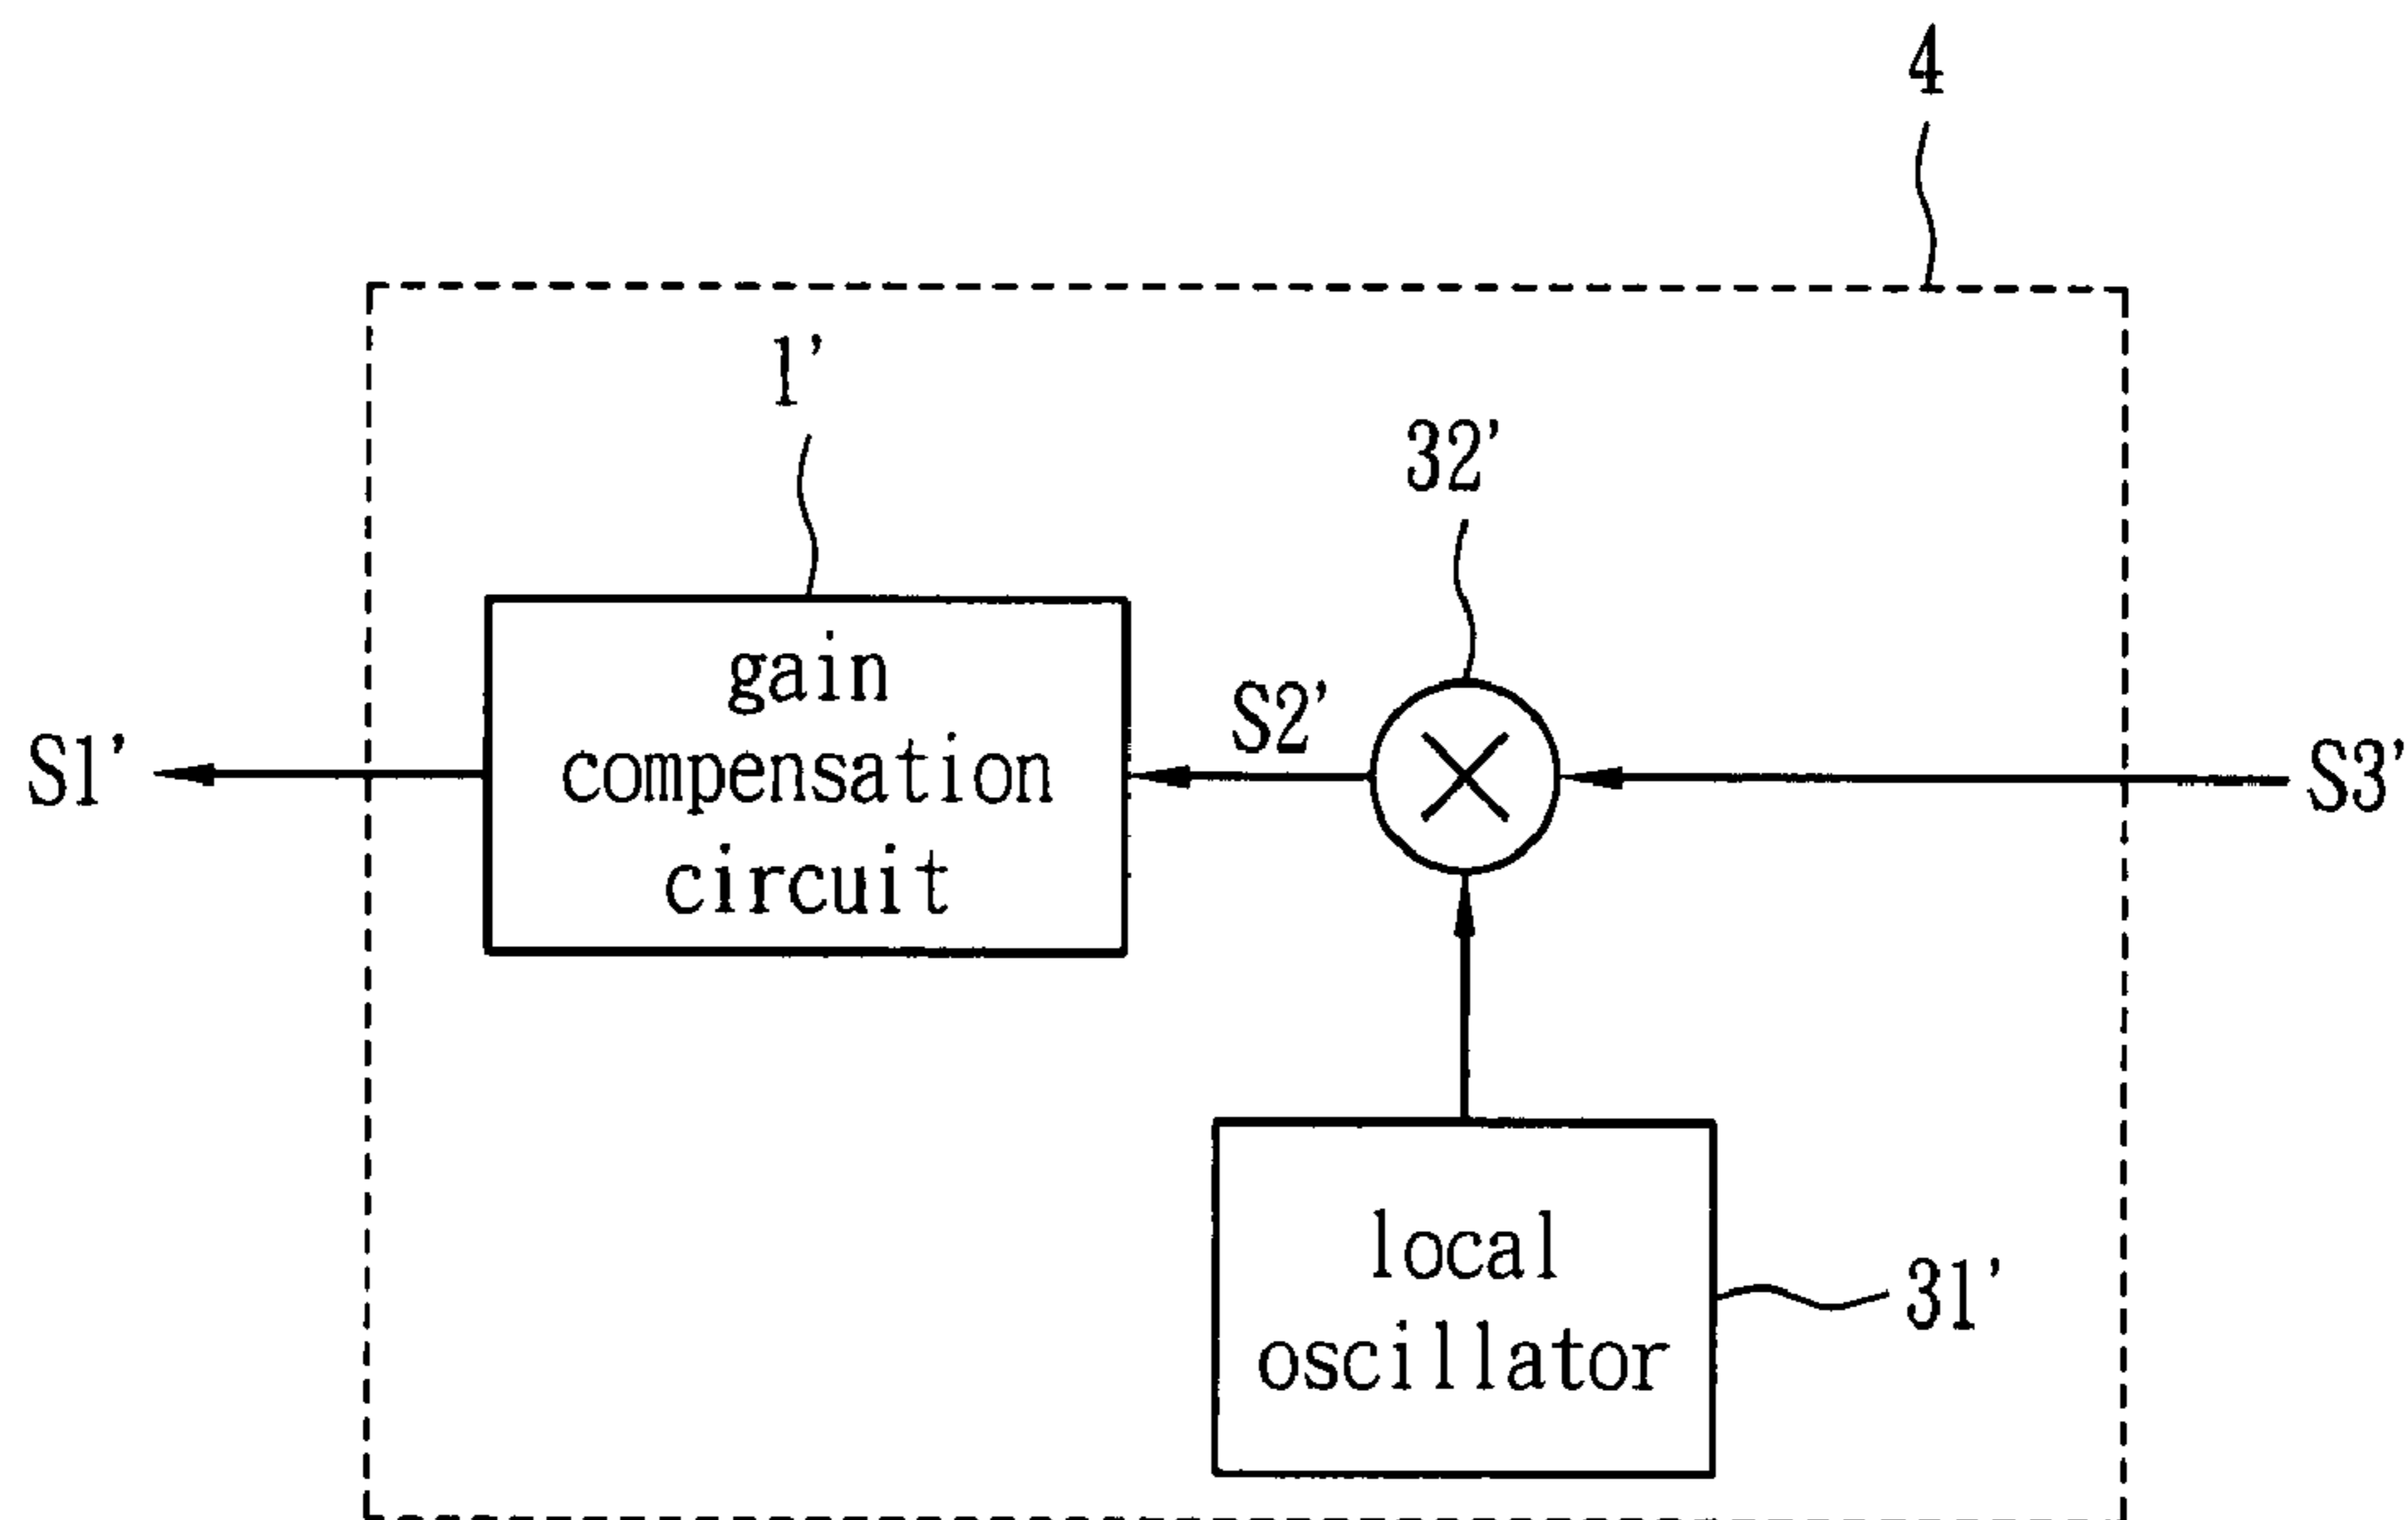 4
1'
32'
gain
compensation
circuit
S2'
S1'
S3'
local
oscillator
31'